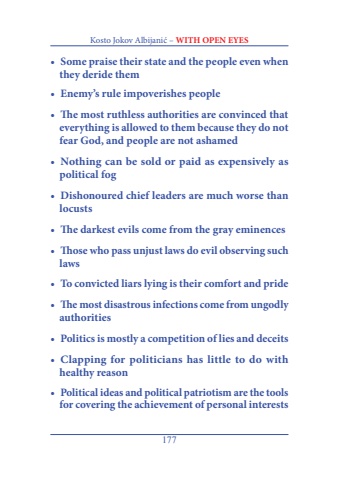 Kosto Jokov Albijanić – WITH OPEN EYES
• Some praise their state and the people even when
they deride them
• Enemy's rule impoverishes people
• The most ruthless authorities are convinced that
everything is allowed to them because they do not
fear God, and people are not ashamed
• Nothing can be sold or paid as expensively as
political fog
• Dishonoured chief leaders are much worse than
locusts
• The darkest evils come from the gray eminences
• Those who pass unjust laws do evil observing such
laws
• To convicted liars lying is their comfort and pride
• The most disastrous infections come from ungodly
authorities
• Politics is mostly a competition of lies and deceits
• Clapping for politicians has little to do with
healthy reason
• Political ideas and political patriotism are the tools
for covering the achievement of personal interests
177